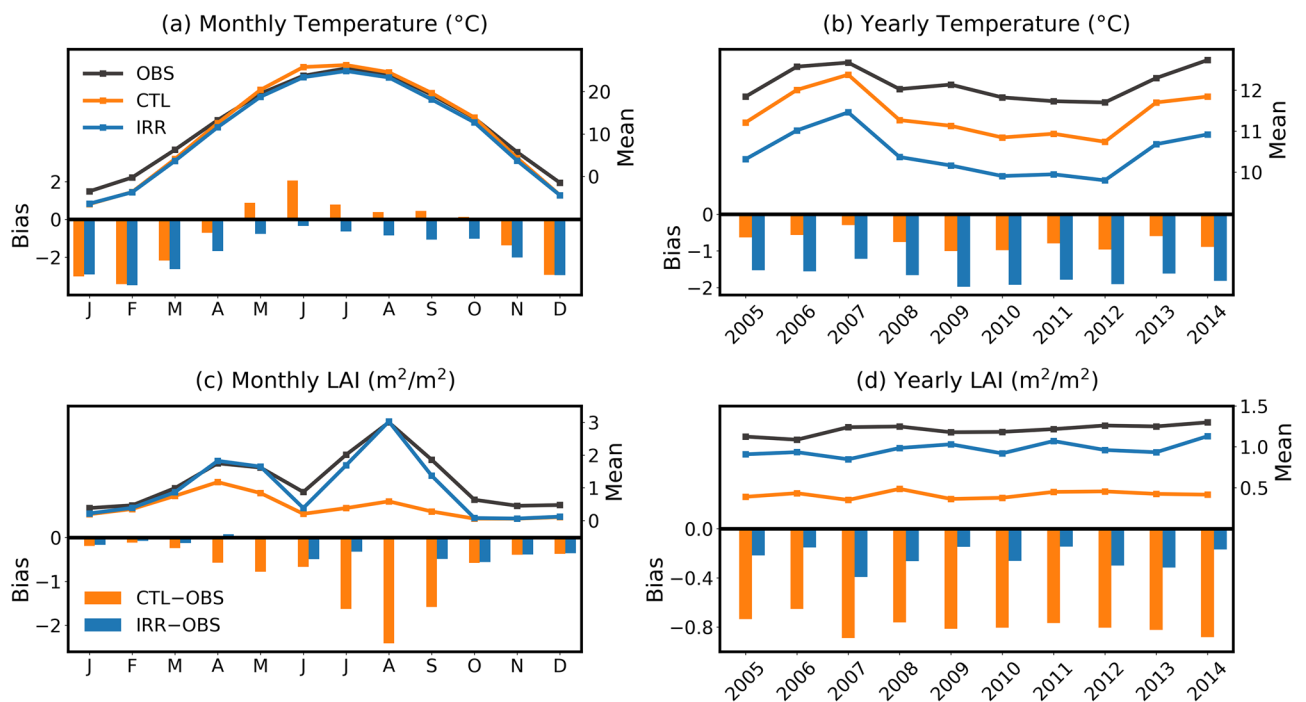 (a) Monthly Temperature (°C)
OBS
CTL
IRR
20
10
0
Mean
2
0
−2
Bias
J F M A M J J A S O N D
(b) Yearly Temperature (°C)
12
11
10
Mean
0
−1
−2
Bias
2005 2006 2007 2008 2009 2010 2011 2012 2013 2014
(c) Monthly LAI (m²/m²)
3
2
1
0
Mean
0
−1
−2
Bias
CTL−OBS
IRR−OBS
J F M A M J J A S O N D
(d) Yearly LAI (m²/m²)
1.5
1.0
0.5
Mean
0.0
−0.4
−0.8
Bias
2005 2006 2007 2008 2009 2010 2011 2012 2013 2014